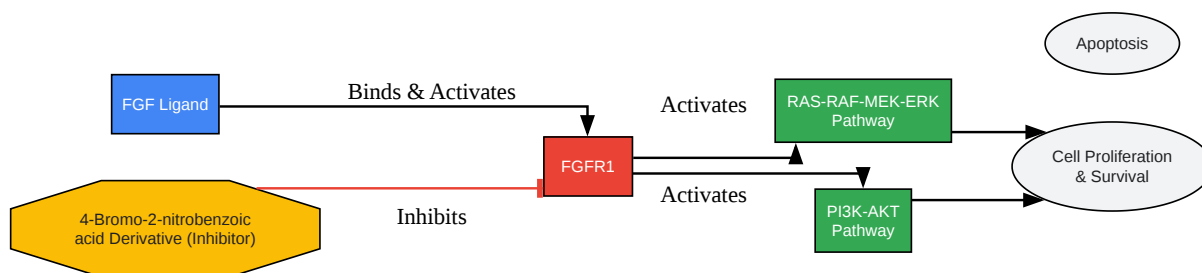 Apoptosis
FGF Ligand
Binds & Activates
Activates
RAS-RAF-MEK-ERK
Pathway
FGFR1
Cell Proliferation
& Survival
Activates
4-Bromo-2-nitrobenzoic
acid Derivative (Inhibitor)
Inhibits
PI3K-AKT
Pathway